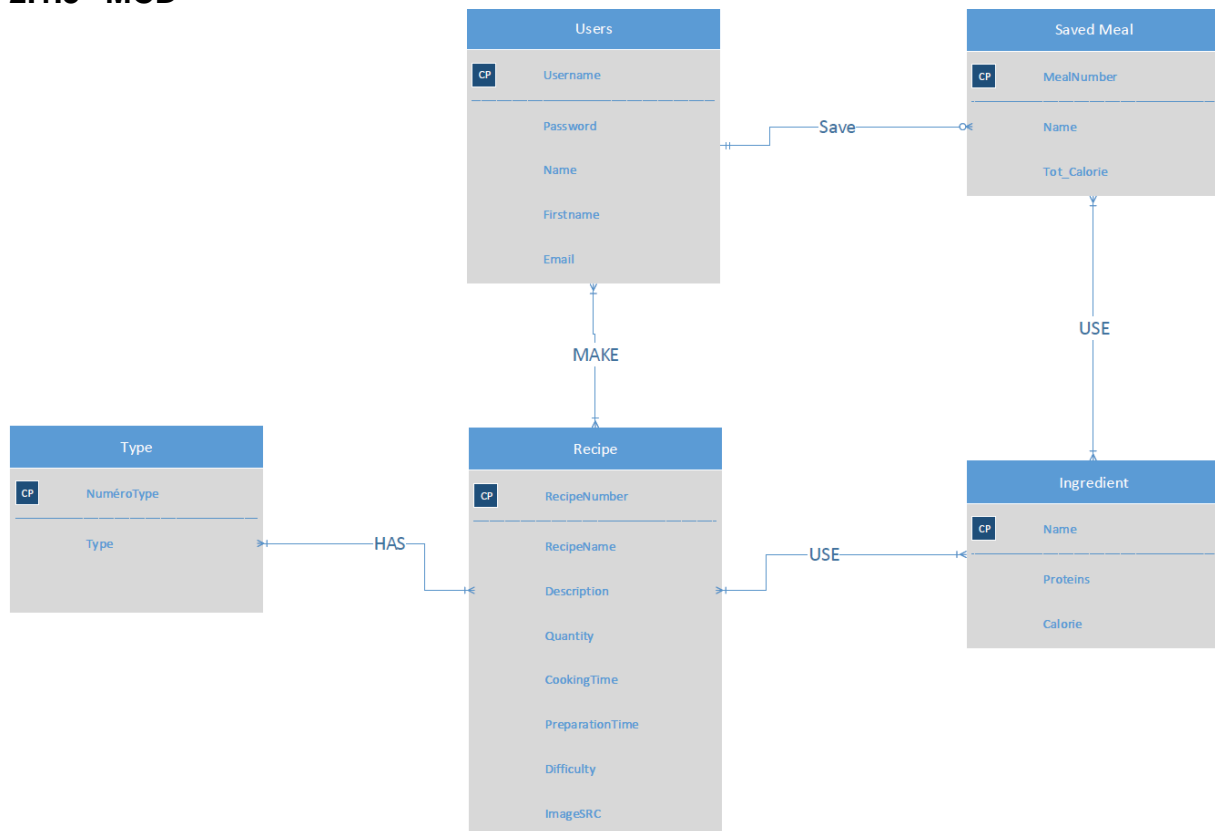 Users
CP Username
Password
Name
Firstname
Email
Saved Meal
CP MealNumber
Name
Tot_Calorie
Save
MAKE
USE
Type
CP NuméroType
Type
HAS
Recipe
CP RecipeNumber
RecipeName
Description
Quantity
CookingTime
PreparationTime
Difficulty
ImageSRC
USE
Ingredient
CP Name
Proteins
Calorie